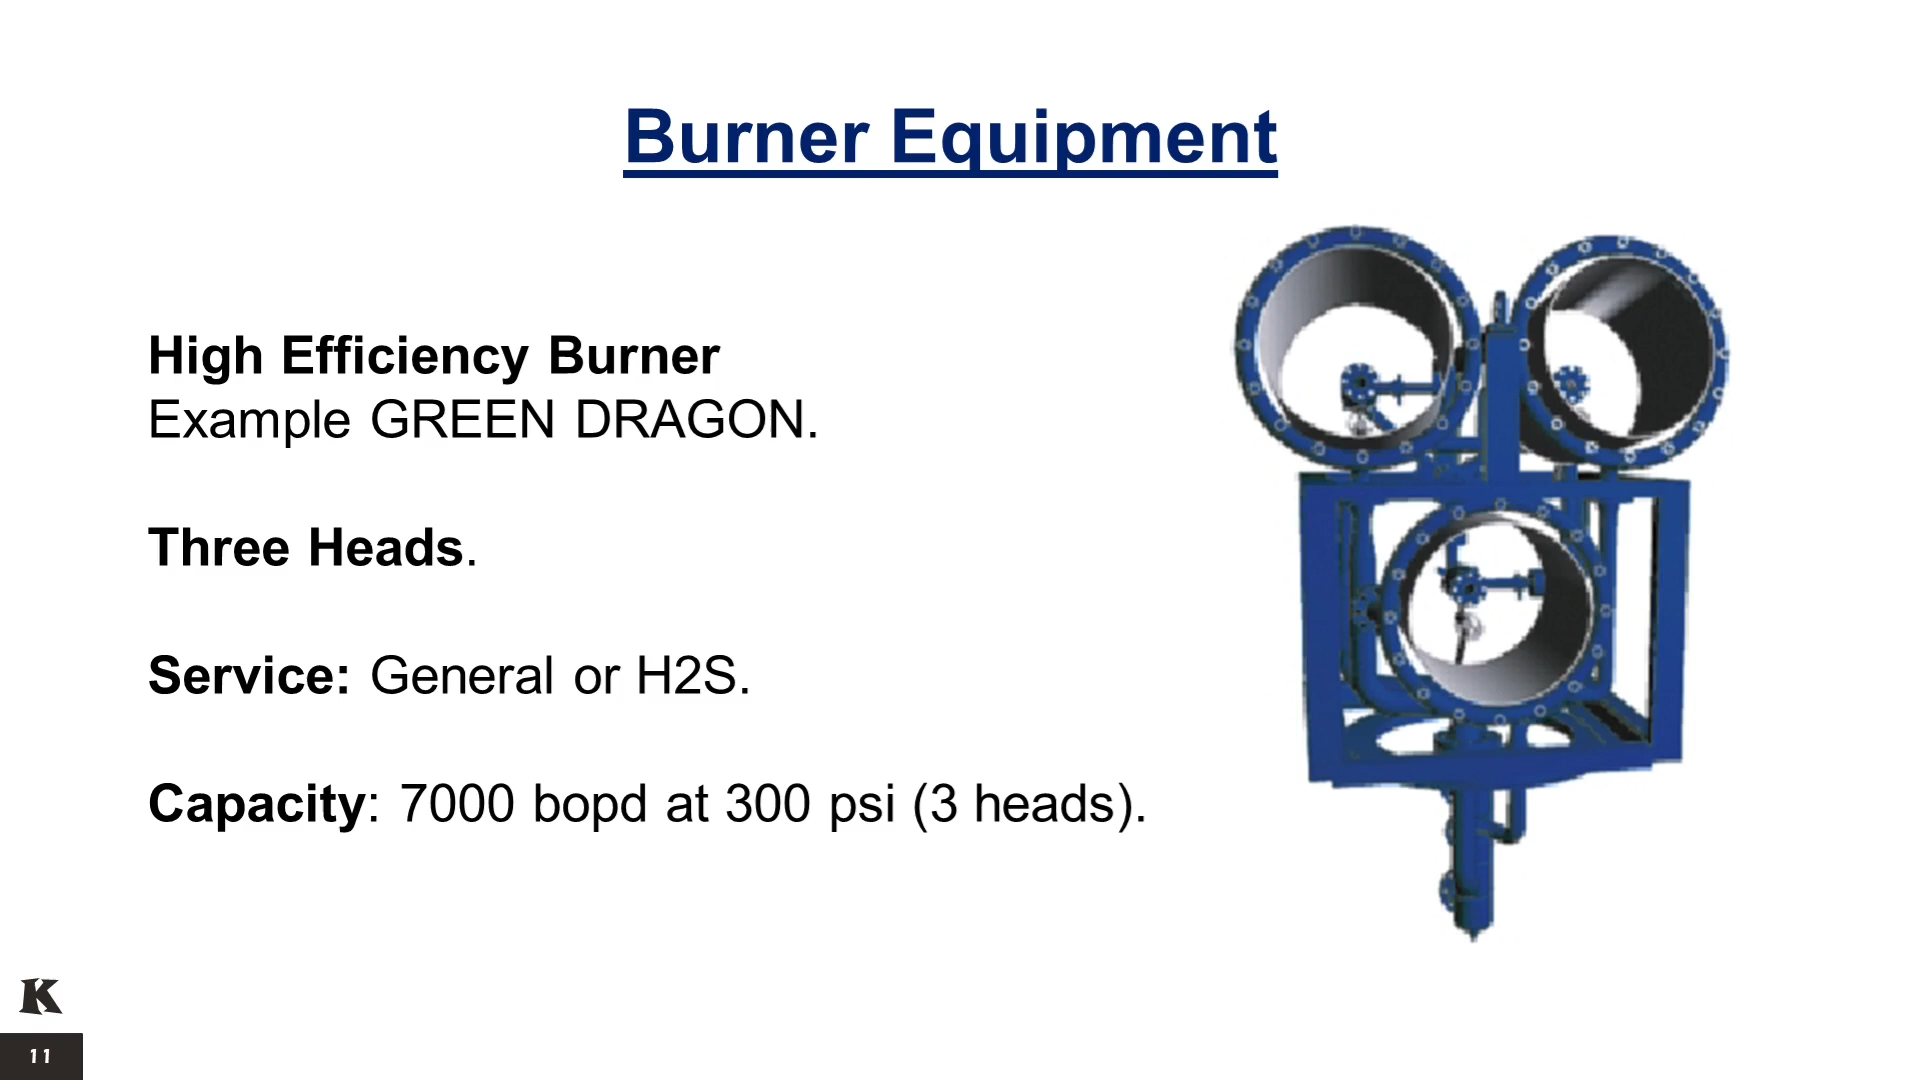 Burner Equipment
High Efficiency Burner
Example GREEN DRAGON.
Three Heads.
Service: General or H2S.
Capacity: 7000 bopd at 300 psi (3 heads).
K
11